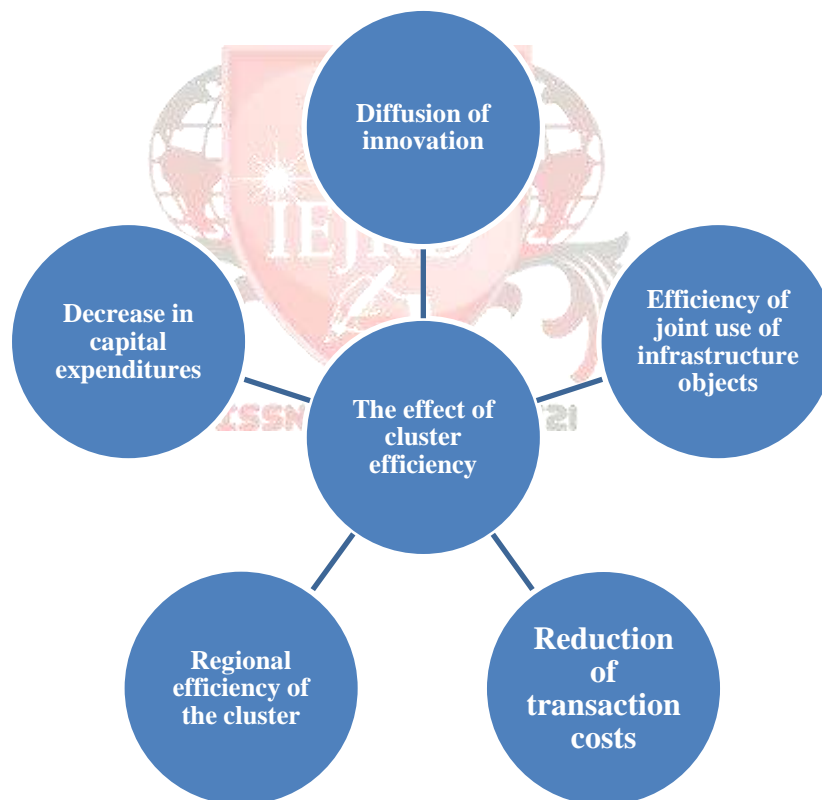 Diffusion of
innovation
Efficiency of
joint use of
infrastructure
objects
Decrease in
capital
expenditures
The effect of
cluster
efficiency
Regional
efficiency of
the cluster
Reduction
of
transaction
costs